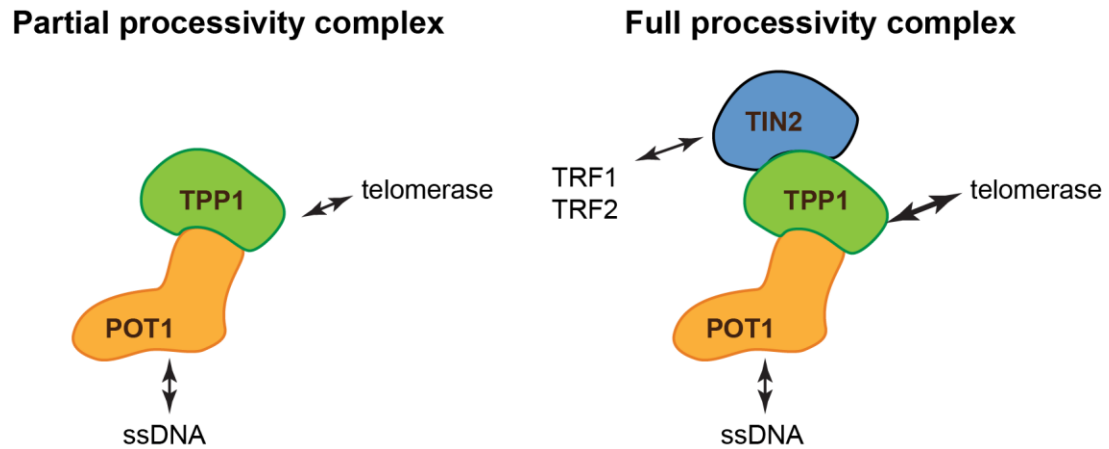 Partial processivity complex
TPP1
telomerase
POT1
ssDNA
Full processivity complex
TIN2
TRF1
TRF2
TPP1
telomerase
POT1
ssDNA